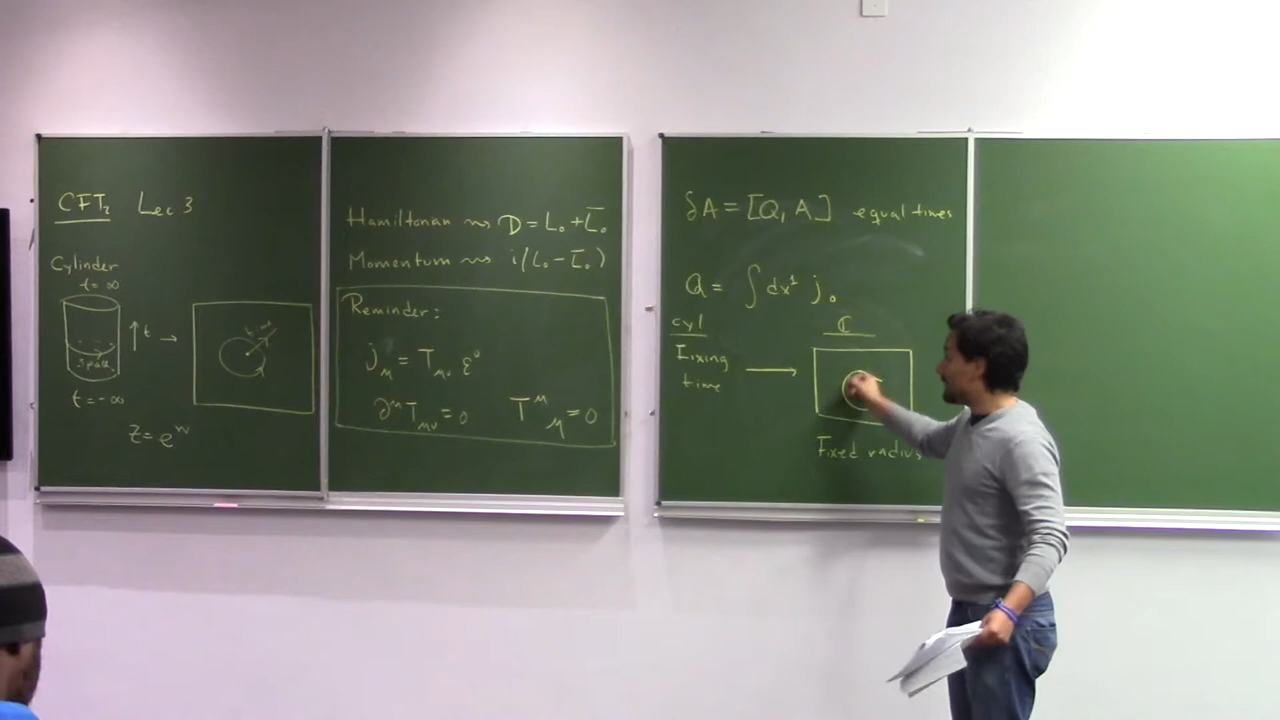 CFT₂ Lec 3
Cylinder
t=∞
t
space
t=-∞
z=e^w
Hamiltonian ⇝ D=L₀+L̄₀
Momentum ⇝ i(L₀-L̄₀)
Reminder:
j_μ = T_μν ε^ν
∂^μ T_μν = 0 T^μ_μ = 0
δA = [Q, A] equal times
Q = ∫dx¹ j₀
cyl
Fixing
time
ℂ
Fixed radius